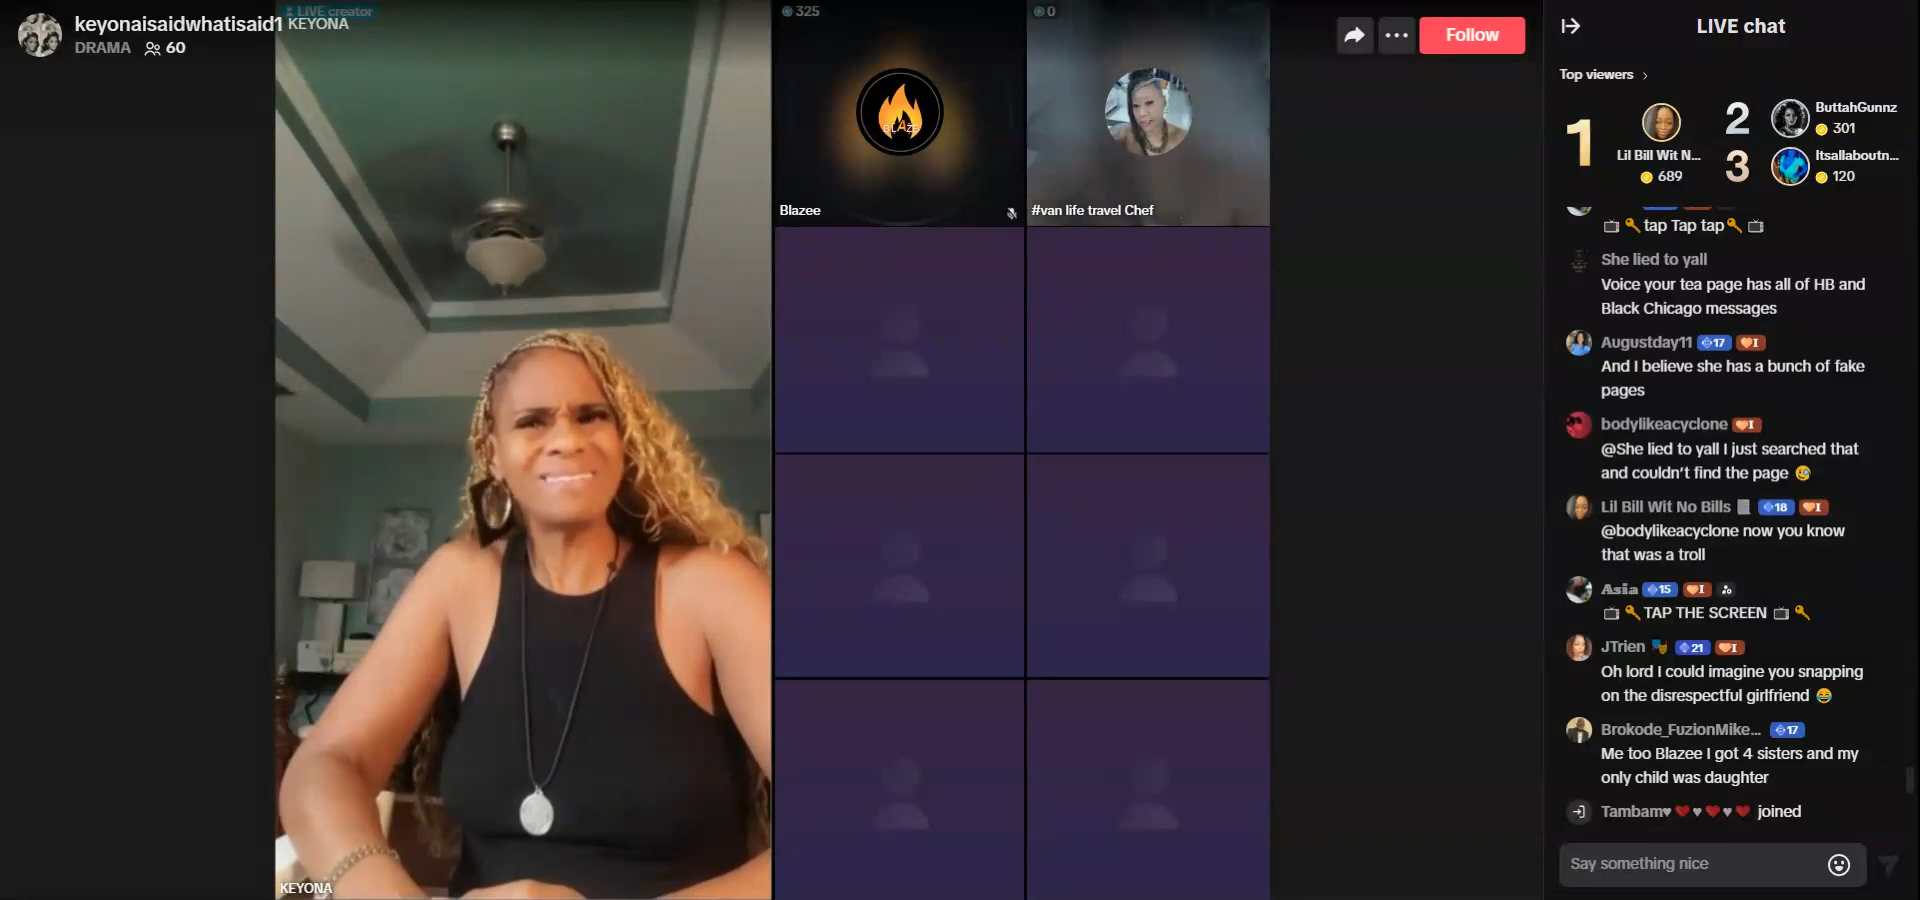 keyonaisaidwhatisaid1
DRAMA 60
LIVE creator
KEYONA
325
BLAZE
Blazee
0
#van life travel Chef
Follow
KEYONA
LIVE chat
Top viewers
1
Lil Bill Wit N...
689
2
ButtahGunnz
301
3
Itsallaboutn...
120
📺🔑tap Tap tap🔑📺
She lied to yall
Voice your tea page has all of HB and
Black Chicago messages
Augustday11 17 I
And I believe she has a bunch of fake
pages
bodylikeacyclone I
@She lied to yall I just searched that
and couldn't find the page 😢
Lil Bill Wit No Bills 18 I
@bodylikeacyclone now you know
that was a troll
Asia 15 I
📺🔑TAP THE SCREEN 📺🔑
JTrien 🎭 21 I
Oh lord I could imagine you snapping
on the disrespectful girlfriend 😂
Brokode_FuzionMike... 17
Me too Blazee I got 4 sisters and my
only child was daughter
Tambam♥❤️♥❤️♥❤️ joined
Say something nice